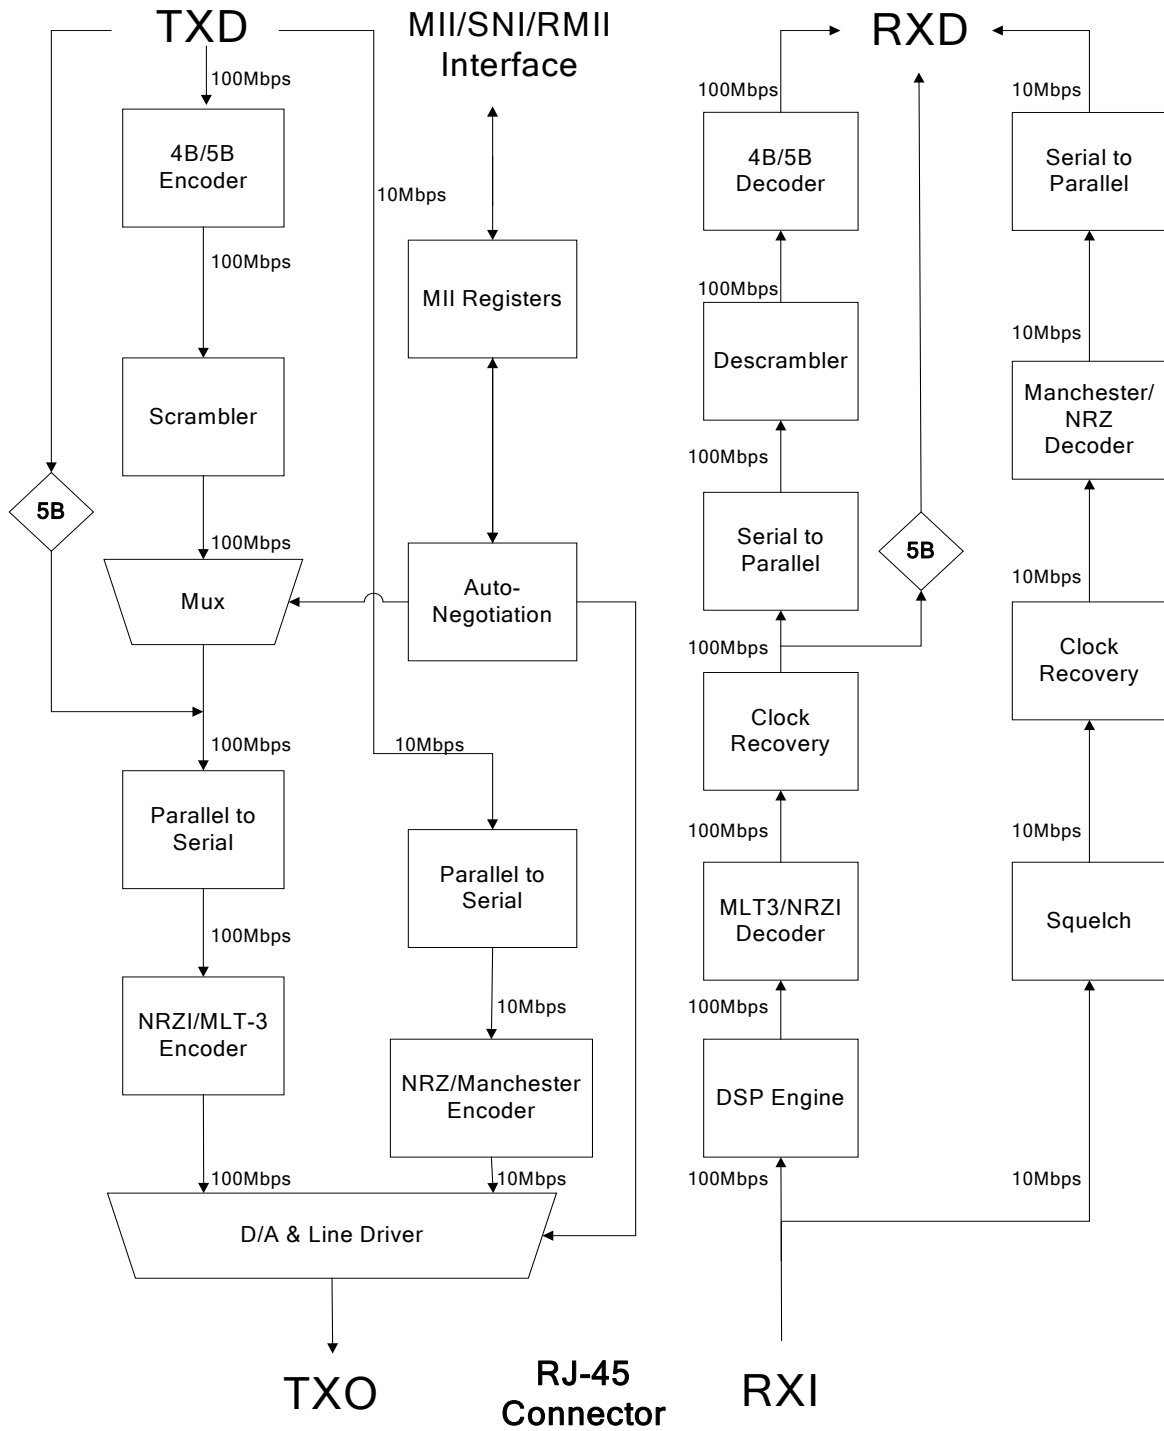 TXD
MII/SNI/RMII
Interface
RXD
100Mbps
4B/5B
Encoder
100Mbps
Scrambler
5B
100Mbps
Mux
100Mbps
Parallel to
Serial
100Mbps
NRZI/MLT-3
Encoder
100Mbps
10Mbps
MII Registers
Auto-
Negotiation
10Mbps
Parallel to
Serial
10Mbps
NRZ/Manchester
Encoder
10Mbps
D/A & Line Driver
TXO
RJ-45
Connector
100Mbps
4B/5B
Decoder
100Mbps
Descrambler
100Mbps
Serial to
Parallel
5B
100Mbps
Clock
Recovery
100Mbps
MLT3/NRZI
Decoder
100Mbps
DSP Engine
100Mbps
RXI
10Mbps
Serial to
Parallel
10Mbps
Manchester/
NRZ
Decoder
10Mbps
Clock
Recovery
10Mbps
Squelch
10Mbps